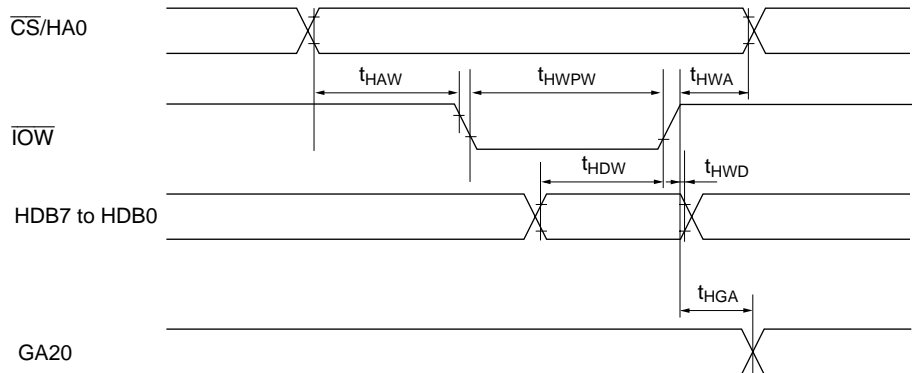 CS/HA0
tHAW
tHWPW
tHWA
IOW
tHDW
tHWD
HDB7 to HDB0
tHGA
GA20